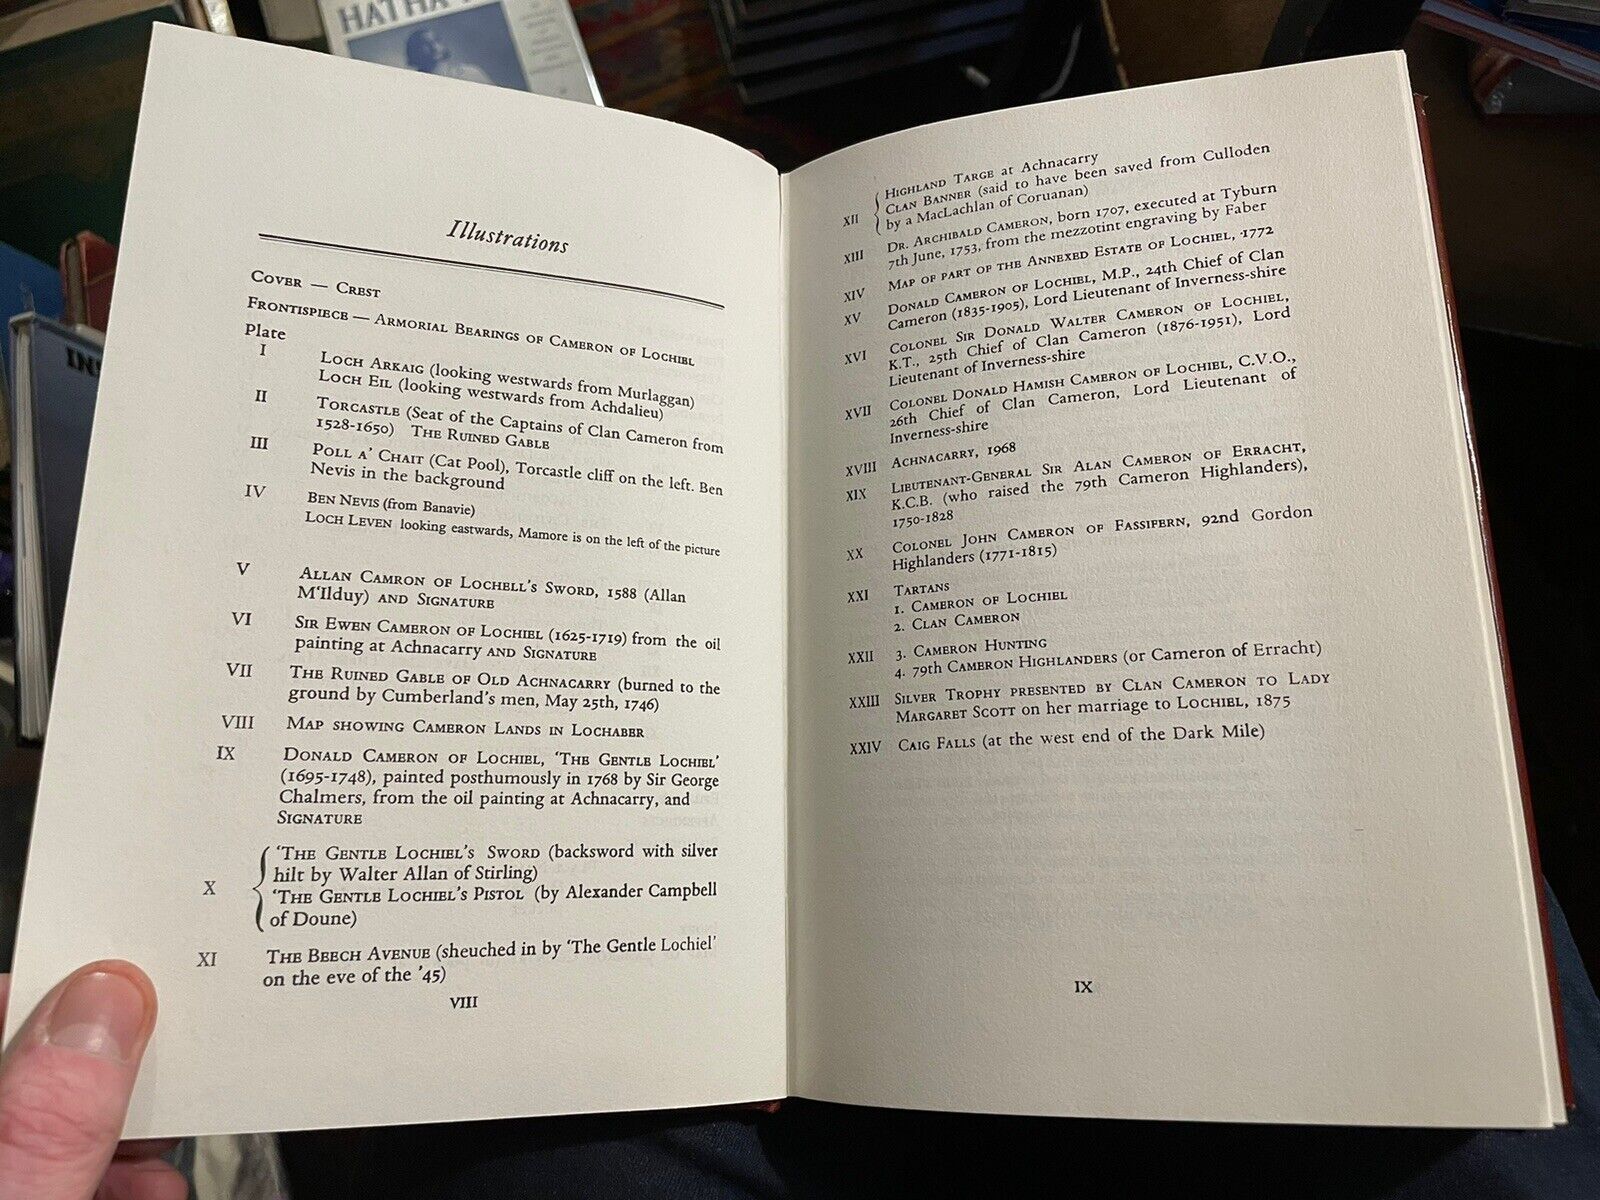 HATHA
Illustrations
COVER — CREST
FRONTISPIECE — ARMORIAL BEARINGS OF CAMERON OF LOCHIEL
Plate
I LOCH ARKAIG (looking westwards from Murlaggan)
LOCH EIL (looking westwards from Achdalieu)
II TORCASTLE (Seat of the Captains of Clan Cameron from
1528-1650) THE RUINED GABLE
III POLL A' CHAIT (Cat Pool), Torcastle cliff on the left. Ben
Nevis in the background
IV BEN NEVIS (from Banavie)
LOCH LEVEN looking eastwards, Mamore is on the left of the picture
V ALLAN CAMRON OF LOCHELL'S SWORD, 1588 (Allan
M'Ilduy) AND SIGNATURE
VI SIR EWEN CAMERON OF LOCHIEL (1625-1719) from the oil
painting at Achnacarry AND SIGNATURE
VII THE RUINED GABLE OF OLD ACHNACARRY (burned to the
ground by Cumberland's men, May 25th, 1746)
VIII MAP SHOWING CAMERON LANDS IN LOCHABER
IX DONALD CAMERON OF LOCHIEL, 'THE GENTLE LOCHIEL'
(1695-1748), painted posthumously in 1768 by Sir George
Chalmers, from the oil painting at Achnacarry, and
SIGNATURE
X 'THE GENTLE LOCHIEL'S SWORD (backsword with silver
hilt by Walter Allan of Stirling)
'THE GENTLE LOCHIEL'S PISTOL (by Alexander Campbell
of Doune)
XI THE BEECH AVENUE (sheuched in by 'The Gentle Lochiel'
on the eve of the '45)
VIII
XII HIGHLAND TARGE at Achnacarry
CLAN BANNER (said to have been saved from Culloden
by a MacLachlan of Coruanan)
XIII DR. ARCHIBALD CAMERON, born 1707, executed at Tyburn
7th June, 1753, from the mezzotint engraving by Faber
XIV MAP OF PART OF THE ANNEXED ESTATE OF LOCHIEL, 1772
XV DONALD CAMERON OF LOCHIEL, M.P., 24th Chief of Clan
Cameron (1835-1905), Lord Lieutenant of Inverness-shire
XVI COLONEL SIR DONALD WALTER CAMERON OF LOCHIEL,
K.T., 25th Chief of Clan Cameron (1876-1951), Lord
Lieutenant of Inverness-shire
XVII COLONEL DONALD HAMISH CAMERON OF LOCHIEL, C.V.O.,
26th Chief of Clan Cameron, Lord Lieutenant of
Inverness-shire
XVIII ACHNACARRY, 1968
XIX LIEUTENANT-GENERAL SIR ALAN CAMERON OF ERRACHT,
K.C.B. (who raised the 79th Cameron Highlanders),
1750-1828
XX COLONEL JOHN CAMERON OF FASSIFERN, 92nd Gordon
Highlanders (1771-1815)
XXI TARTANS
1. CAMERON OF LOCHIEL
2. CLAN CAMERON
XXII 3. CAMERON HUNTING
4. 79th CAMERON HIGHLANDERS (or Cameron of Erracht)
XXIII SILVER TROPHY PRESENTED BY CLAN CAMERON TO LADY
MARGARET SCOTT on her marriage to LOCHIEL, 1875
XXIV CAIG FALLS (at the west end of the Dark Mile)
IX